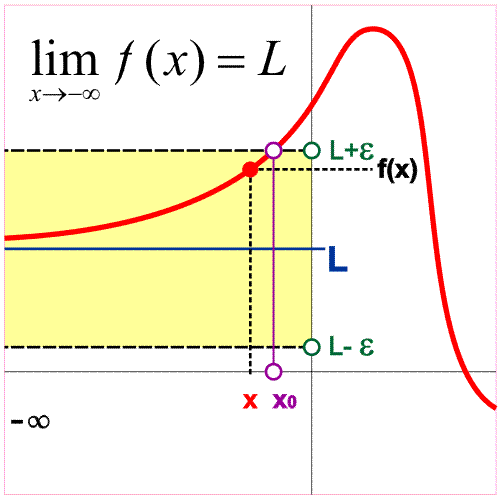 lim f(x) = L
x→-∞
L+ε
f(x)
L
L- ε
x x₀
-∞